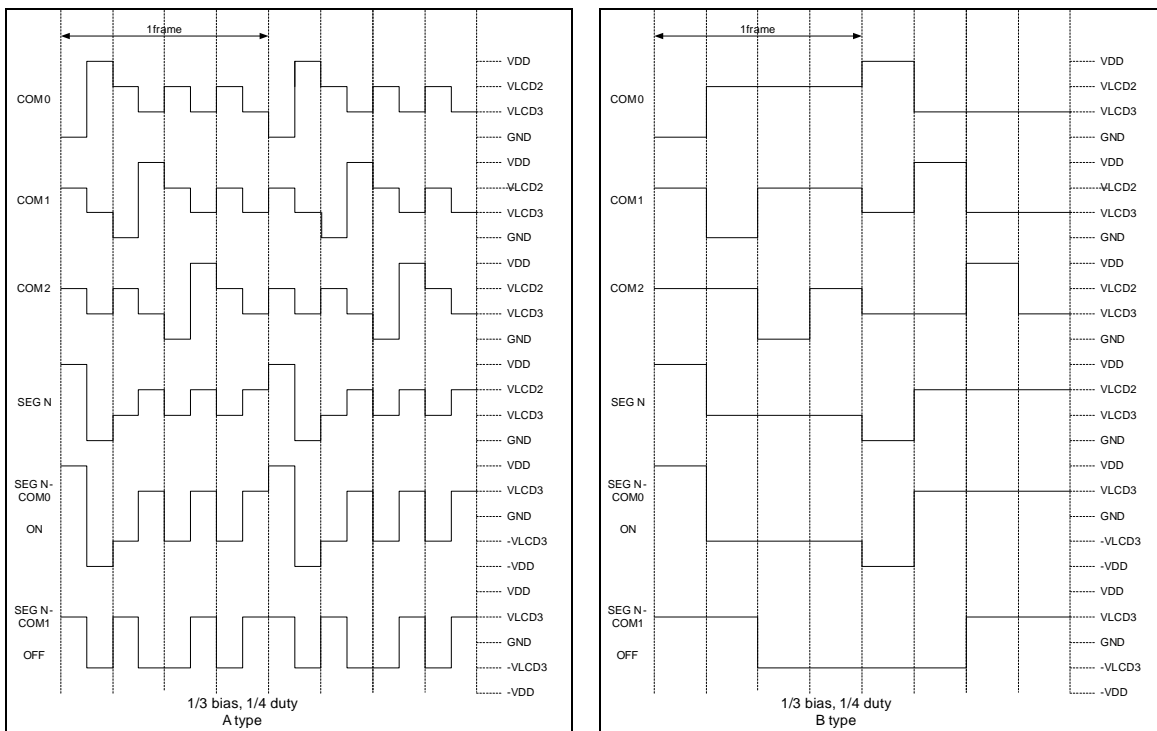 1frame
VDD
VLCD2
COM0
VLCD3
GND
VDD
VLCD2
COM1
VLCD3
GND
VDD
COM2
VLCD2
VLCD3
GND
VDD
SEG N
VLCD2
VLCD3
GND
VDD
SEG N-
COM0
VLCD3
GND
ON
-VLCD3
-VDD
VDD
SEG N-
COM1
VLCD3
GND
OFF
-VLCD3
-VDD
1/3 bias, 1/4 duty
A type
1frame
VDD
VLCD2
COM0
VLCD3
GND
VDD
VLCD2
COM1
VLCD3
GND
VDD
COM2
VLCD2
VLCD3
GND
VDD
SEG N
VLCD2
VLCD3
GND
VDD
SEG N-
COM0
VLCD3
GND
ON
-VLCD3
-VDD
VDD
SEG N-
COM1
VLCD3
GND
OFF
-VLCD3
-VDD
1/3 bias, 1/4 duty
B type